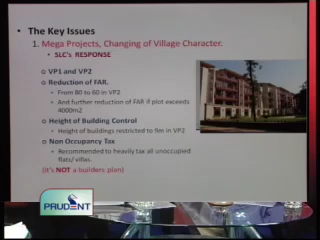 The Key Issues
1. Mega Projects, Changing of Village Character.
SLC's RESPONSE
VP1 and VP2
Reduction of FAR.
From 80 to 60 in VP2
And further reduction of FAR if plot exceeds
4000m2
Height of Building Control
Height of buildings restricted to 9m in VP2
Non Occupancy Tax
Recommended to heavily tax all unoccupied
flats/ villas
(it's NOT a builders plan)
PRUDENT